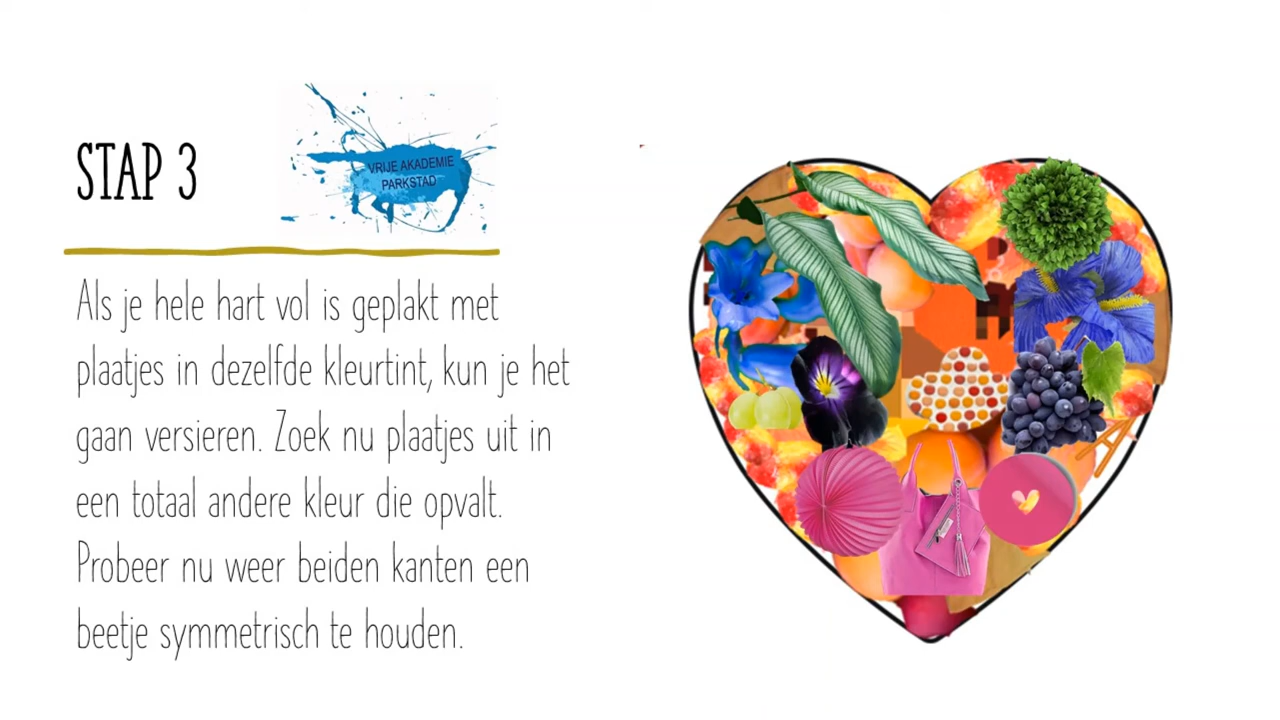 STAP 3
VRIJE AKADEMIE
PARKSTAD
Als je hele hart vol is geplakt met
plaatjes in dezelfde kleurtint, kun je het
gaan versieren. Zoek nu plaatjes uit in
een totaal andere kleur die opvalt.
Probeer nu weer beiden kanten een
beetje symmetrisch te houden.